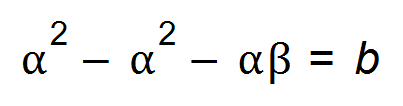 α² − α² − αβ = b